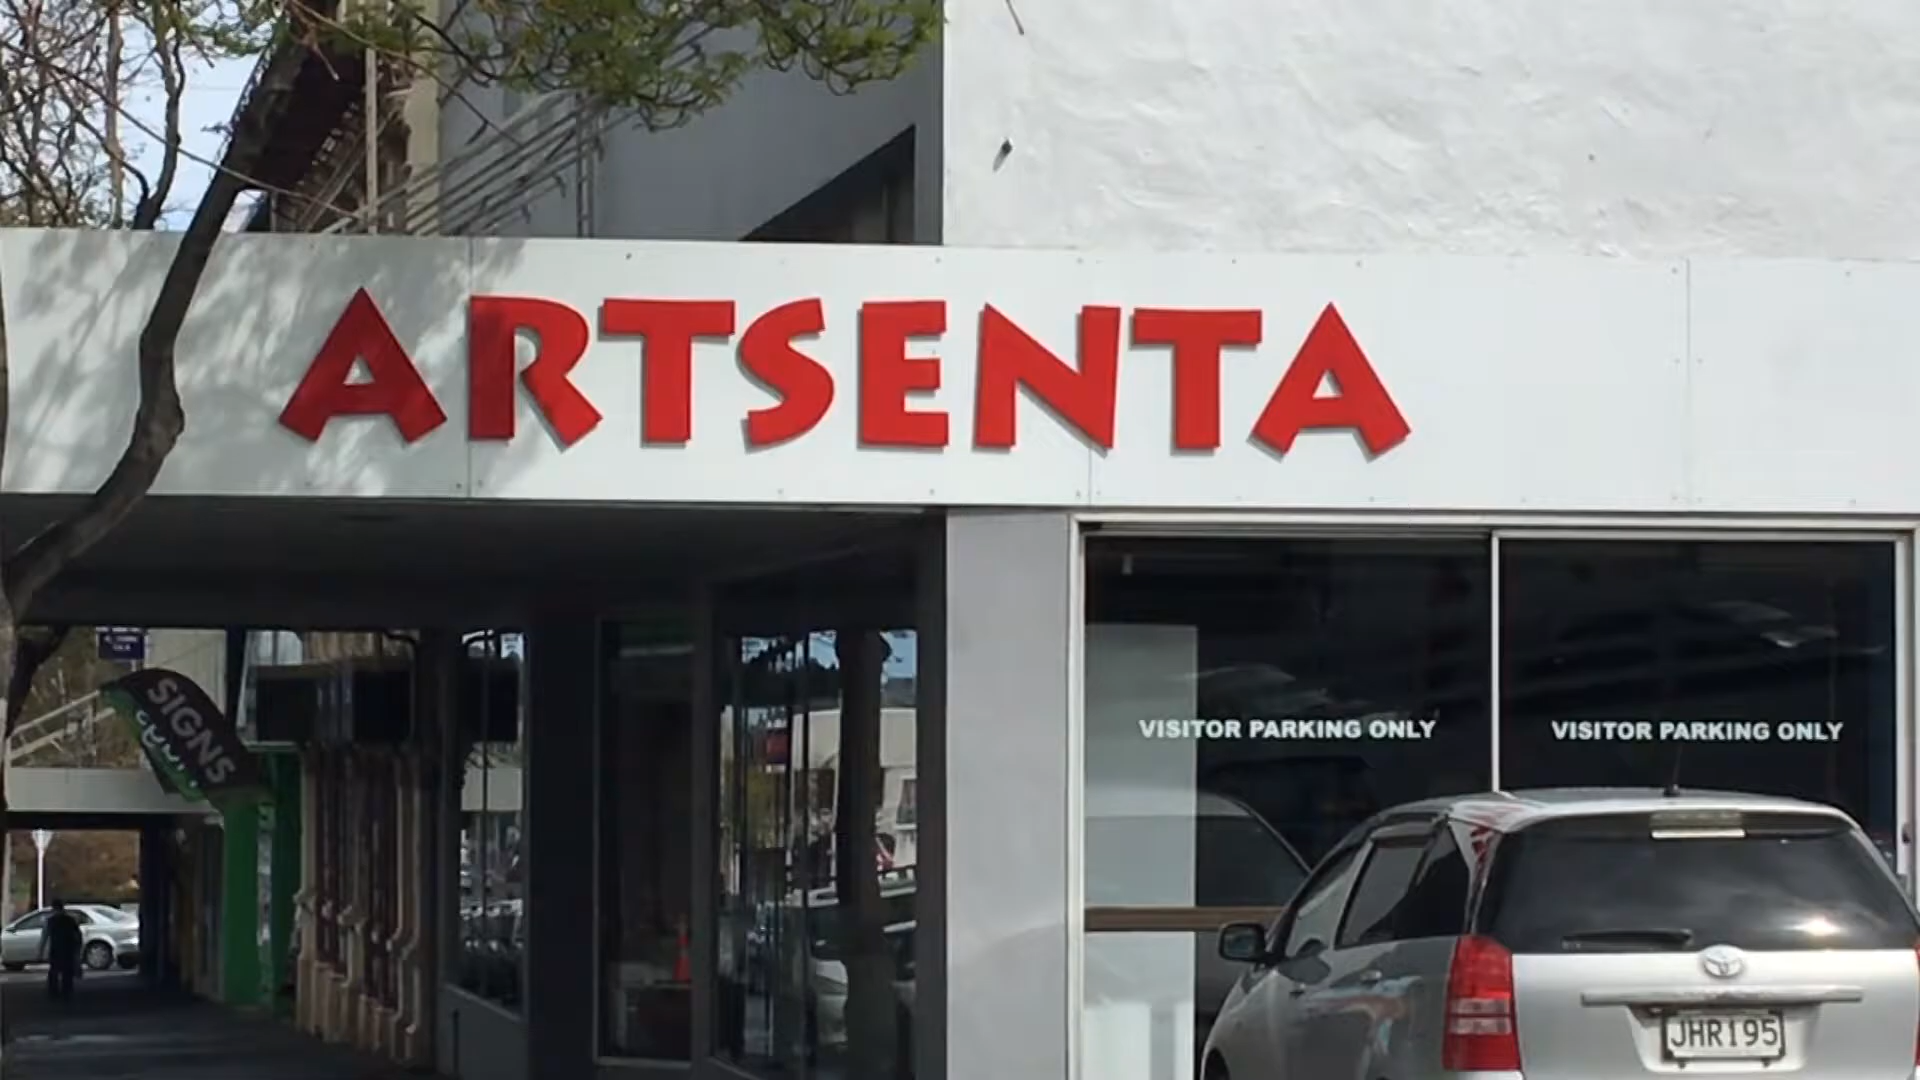 ARTSENTA
SIGNS
VISITOR PARKING ONLY
VISITOR PARKING ONLY
JHR195